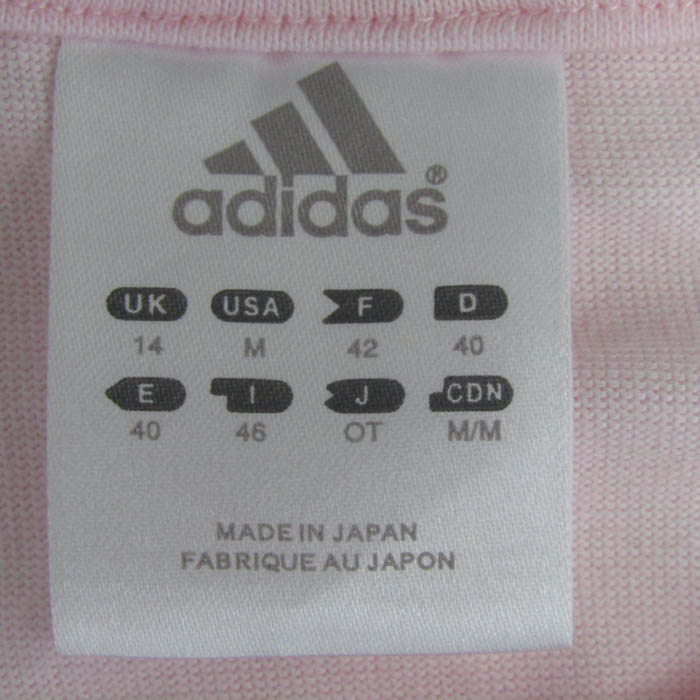 adidas®
UK USA F D
14 M 42 40
E I J CDN
40 46 OT M/M
MADE IN JAPAN
FABRIQUE AU JAPON